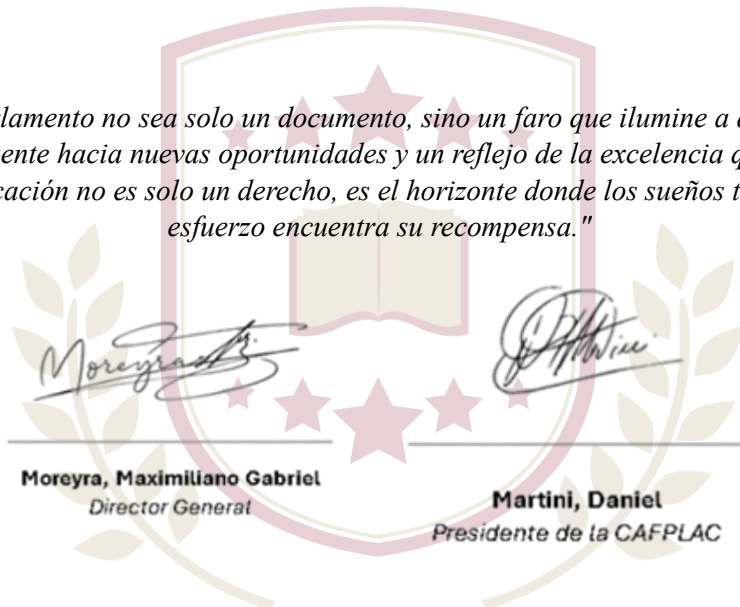 lamento no sea solo un documento, sino un faro que ilumine a
ente hacia nuevas oportunidades y un reflejo de la excelencia
cación no es solo un derecho, es el horizonte donde los sueños
esfuerzo encuentra su recompensa."
Moreyra
Moreyra, Maximiliano Gabriel
Director General
Martini, Daniel
Presidente de la CAFPLAC